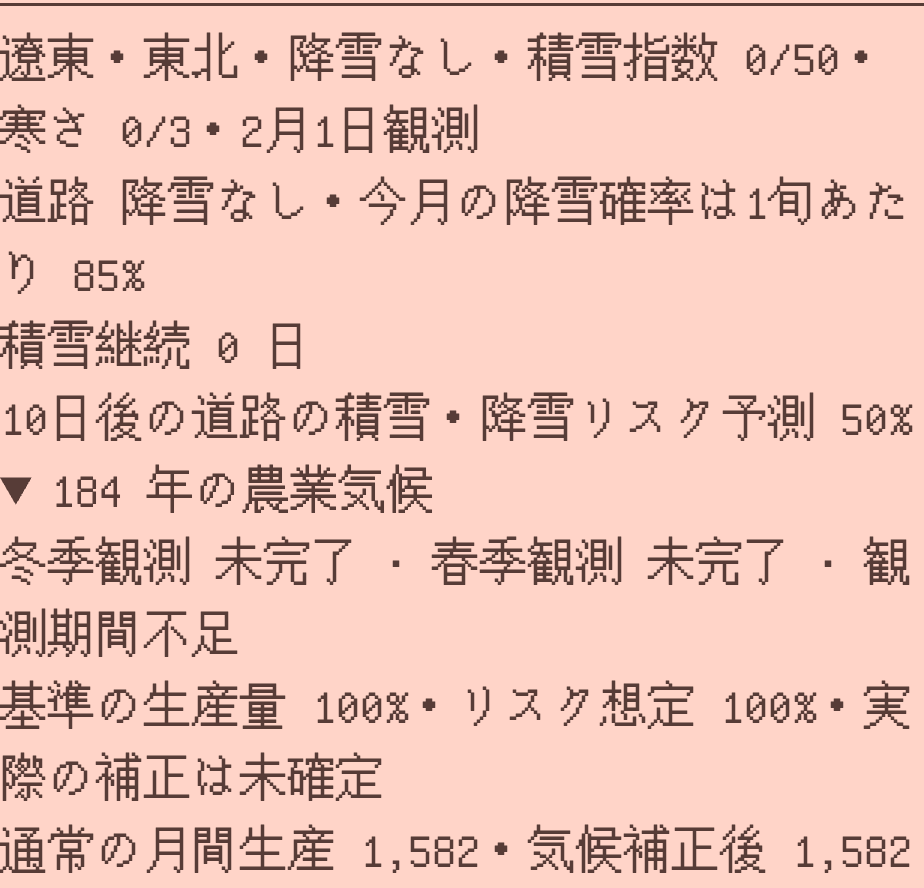 遼東・東北・降雪なし・積雪指数 0/50・
寒さ 0/3・2月1日観測
道路 降雪なし・今月の降雪確率は1旬あた
り 85%
積雪継続 0 日
10日後の道路の積雪・降雪リスク予測 50%
▼ 184 年の農業気候
冬季観測 未完了 · 春季観測 未完了 · 観
測期間不足
基準の生産量 100%・リスク想定 100%・実
際の補正は未確定
通常の月間生産 1,582・気候補正後 1,582